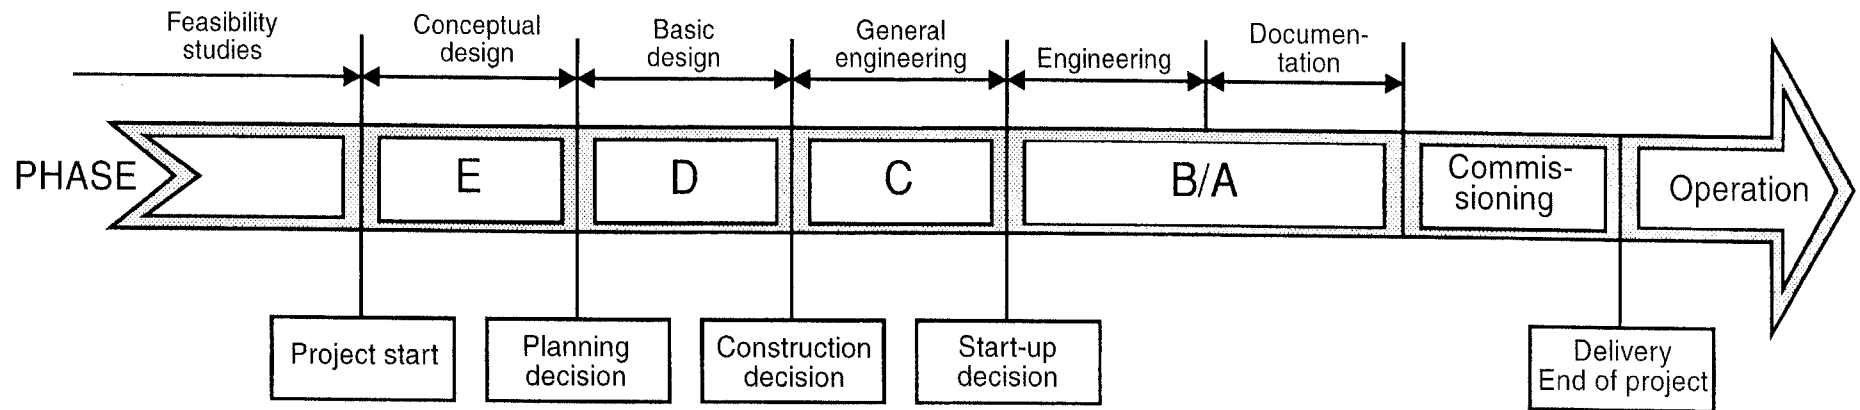 Feasibility
studies
Conceptual
design
Basic
design
General
engineering
Engineering
Documen-
tation
PHASE
E
D
C
B/A
Commis-
sioning
Operation
Project start
Planning
decision
Construction
decision
Start-up
decision
Delivery
End of project